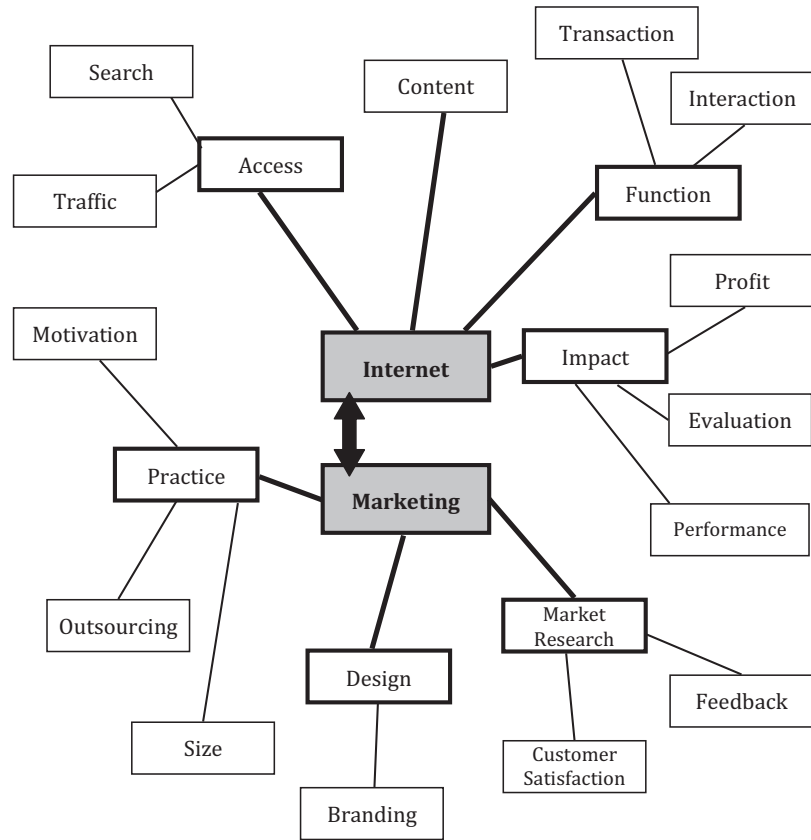 Transaction
Search
Content
Interaction
Access
Traffic
Function
Profit
Motivation
Internet
Impact
Evaluation
Practice
Marketing
Performance
Outsourcing
Market
Research
Design
Feedback
Size
Customer
Satisfaction
Branding